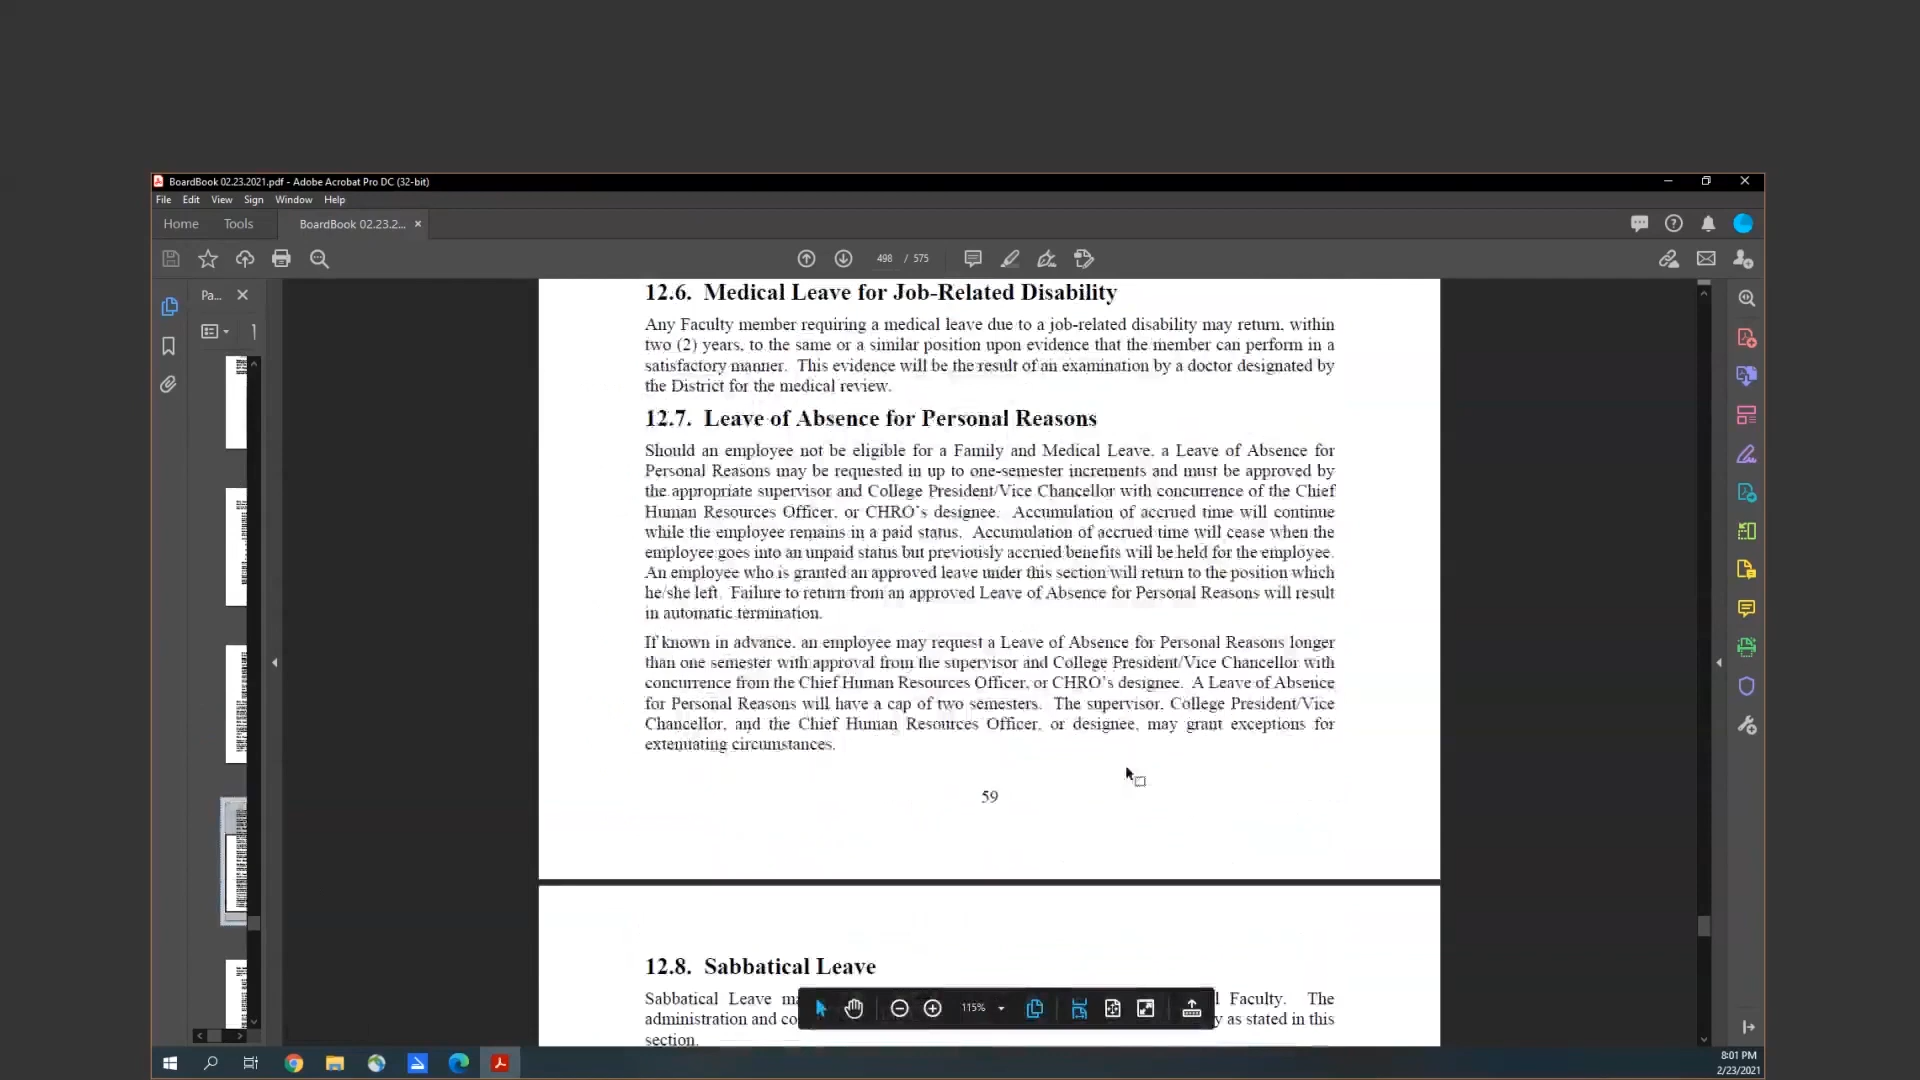 BoardBook 02.23.2021.pdf - Adobe Acrobat Pro DC (32-bit)
File Edit View Sign Window Help
Home Tools BoardBook 02.23.2...
498 / 575
Pa...
12.6. Medical Leave for Job-Related Disability
Any Faculty member requiring a medical leave due to a job-related disability may return, within
two (2) years, to the same or a similar position upon evidence that the member can perform in a
satisfactory manner. This evidence will be the result of an examination by a doctor designated by
the District for the medical review.
12.7. Leave of Absence for Personal Reasons
Should an employee not be eligible for a Family and Medical Leave, a Leave of Absence for
Personal Reasons may be requested in up to one-semester increments and must be approved by
the appropriate supervisor and College President/Vice Chancellor with concurrence of the Chief
Human Resources Officer, or CHRO's designee. Accumulation of accrued time will continue
while the employee remains in a paid status. Accumulation of accrued time will cease when the
employee goes into an unpaid status but previously accrued benefits will be held for the employee.
An employee who is granted an approved leave under this section will return to the position which
he/she left. Failure to return from an approved Leave of Absence for Personal Reasons will result
in automatic termination.
If known in advance, an employee may request a Leave of Absence for Personal Reasons longer
than one semester with approval from the supervisor and College President/Vice Chancellor with
concurrence from the Chief Human Resources Officer, or CHRO's designee. A Leave of Absence
for Personal Reasons will have a cap of two semesters. The supervisor, College President/Vice
Chancellor, and the Chief Human Resources Officer, or designee, may grant exceptions for
extenuating circumstances.
59
12.8. Sabbatical Leave
Sabbatical Leave Faculty. The
administration and as stated in this
section.
115%
8:01 PM
2/23/2021